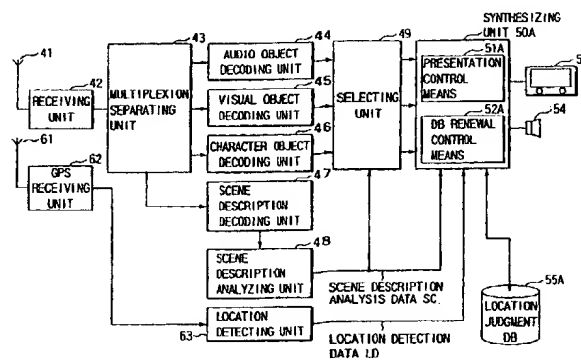 SYNTHESIZING
UNIT 50A
41
42
RECEIVING
UNIT
61
62
GPS
RECEIVING
UNIT
43
MULTIPLEXION
SEPARATING
UNIT
44
AUDIO OBJECT
DECODING UNIT
45
VISUAL OBJECT
DECODING UNIT
46
CHARACTER OBJECT
DECODING UNIT
47
SCENE
DESCRIPTION
DECODING UNIT
48
SCENE
DESCRIPTION
ANALYZING UNIT
LOCATION
DETECTING UNIT
63
49
SELECTING
UNIT
51A
PRESENTATION
CONTROL
MEANS
52A
DB RENEWAL
CONTROL
MEANS
54
SCENE DESCRIPTION
ANALYSIS DATA SC.
LOCATION DETECTION
DATA LD
55A
LOCATION
JUDGMENT
DB